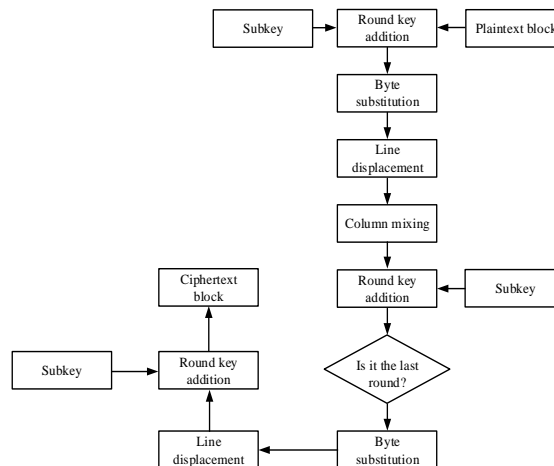 Subkey
Round key
addition
Plaintext block
Byte
substitution
Line
displacement
Column mixing
Round key
addition
Subkey
Is it the last
round?
Byte
substitution
Line
displacement
Subkey
Round key
addition
Ciphertext
block